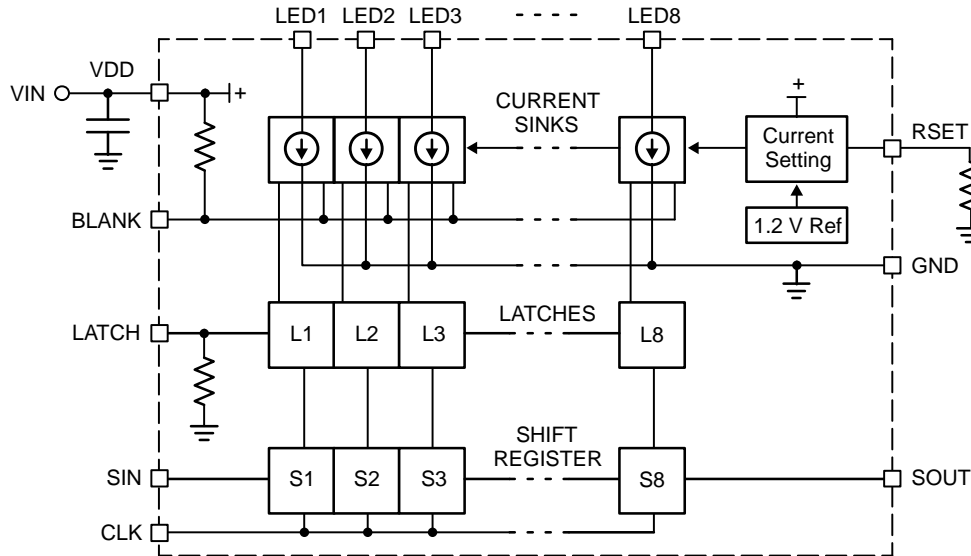 LED1 LED2 LED3 LED8
VDD
VIN
+
+
CURRENT
SINKS
Current
Setting
RSET
BLANK
1.2 V Ref
GND
LATCH
L1 L2 L3
LATCHES
L8
SHIFT
REGISTER
SIN
S1 S2 S3
S8
SOUT
CLK